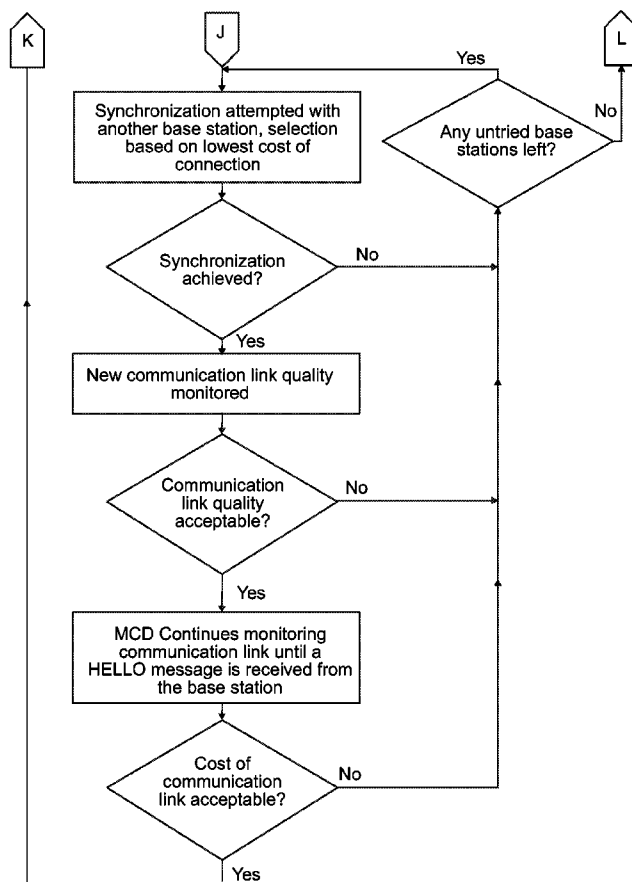 K
J
L
Yes
Synchronization attempted with
another base station, selection
based on lowest cost of
connection
Any untried base
stations left?
No
Synchronization
achieved?
No
Yes
New communication link quality
monitored
Communication
link quality
acceptable?
No
Yes
MCD Continues monitoring
communication link until a
HELLO message is received from
the base station
Cost of
communication
link acceptable?
No
Yes